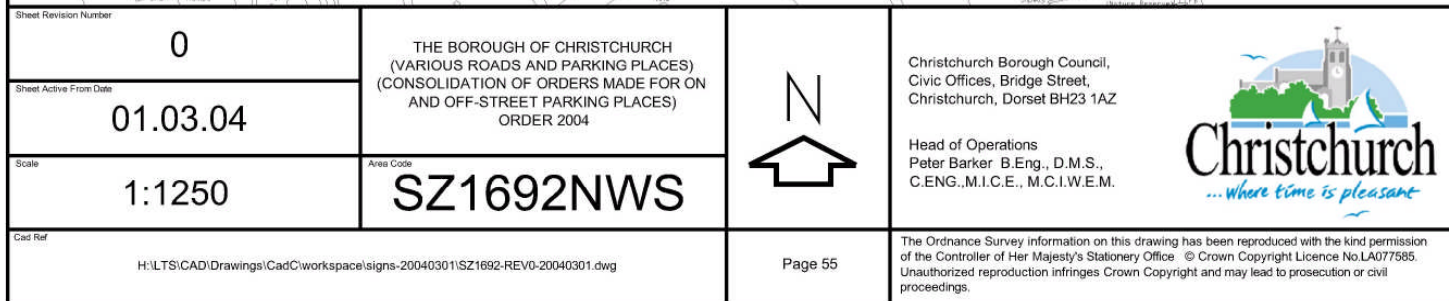 Sheet Revision Number
0
Sheet Active From Date
01.03.04
Scale
1:1250
THE BOROUGH OF CHRISTCHURCH
(VARIOUS ROADS AND PARKING PLACES)
(CONSOLIDATION OF ORDERS MADE FOR ON
AND OFF-STREET PARKING PLACES)
ORDER 2004
Area Code
SZ1692NWS
N
Christchurch Borough Council,
Civic Offices, Bridge Street,
Christchurch, Dorset BH23 1AZ
Head of Operations
Peter Barker B.Eng., D.M.S.,
C.ENG.,M.I.C.E., M.C.I.W.E.M.
Christchurch
...where time is pleasant
Cad Ref
H:\LTS\CAD\Drawings\CadC\workspace\signs-20040301\SZ1692-REV0-20040301.dwg
Page 55
The Ordnance Survey information on this drawing has been reproduced with the kind permission
of the Controller of Her Majesty's Stationery Office © Crown Copyright Licence No.LA077585.
Unauthorized reproduction infringes Crown Copyright and may lead to prosecution or civil
proceedings.